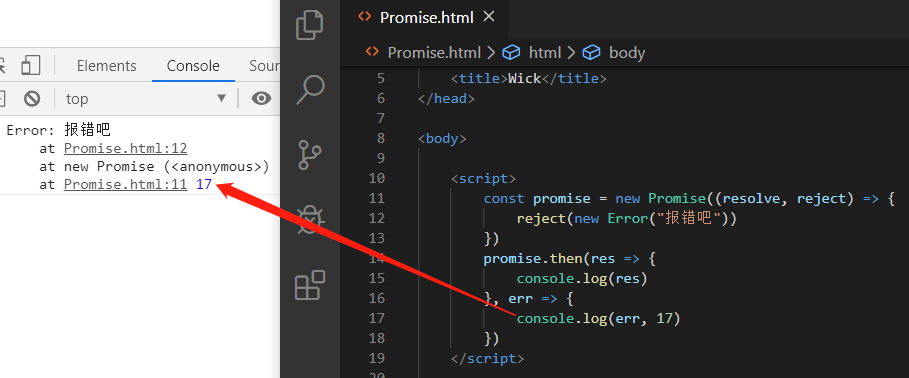 Elements Console Sour
top
Error: 报错吧
at Promise.html:12
at new Promise (<anonymous>)
at Promise.html:11 17
Promise.html
Promise.html > html > body
5 <title>Wick</title>
6 </head>
7
8 <body>
9
10 <script>
11 const promise = new Promise((resolve, reject) => {
12 reject(new Error("报错吧"))
13 })
14 promise.then(res => {
15 console.log(res)
16 }, err => {
17 console.log(err, 17)
18 })
19 </script>
20